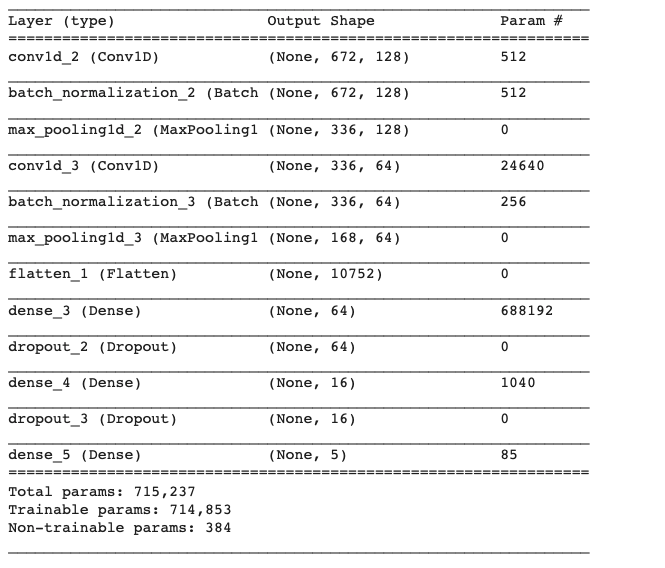 Layer (type) Output Shape Param #
=================================================================
conv1d_2 (Conv1D) (None, 672, 128) 512
batch_normalization_2 (Batch (None, 672, 128) 512
max_pooling1d_2 (MaxPooling1 (None, 336, 128) 0
conv1d_3 (Conv1D) (None, 336, 64) 24640
batch_normalization_3 (Batch (None, 336, 64) 256
max_pooling1d_3 (MaxPooling1 (None, 168, 64) 0
flatten_1 (Flatten) (None, 10752) 0
dense_3 (Dense) (None, 64) 688192
dropout_2 (Dropout) (None, 64) 0
dense_4 (Dense) (None, 16) 1040
dropout_3 (Dropout) (None, 16) 0
dense_5 (Dense) (None, 5) 85
=================================================================
Total params: 715,237
Trainable params: 714,853
Non-trainable params: 384